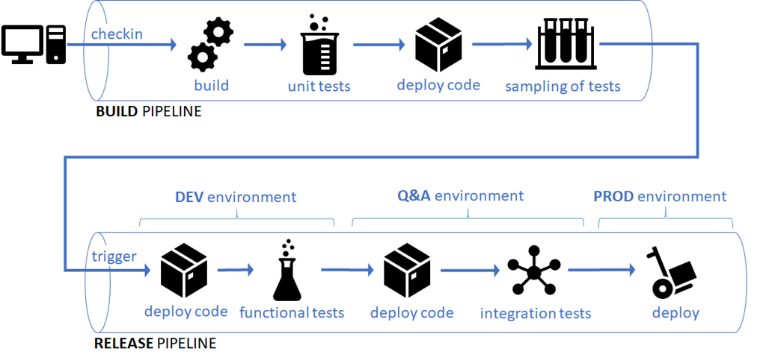 checkin
build
unit tests
deploy code
sampling of tests
BUILD PIPELINE
DEV environment
Q&A environment
PROD environment
trigger
deploy code
functional tests
deploy code
integration tests
deploy
RELEASE PIPELINE